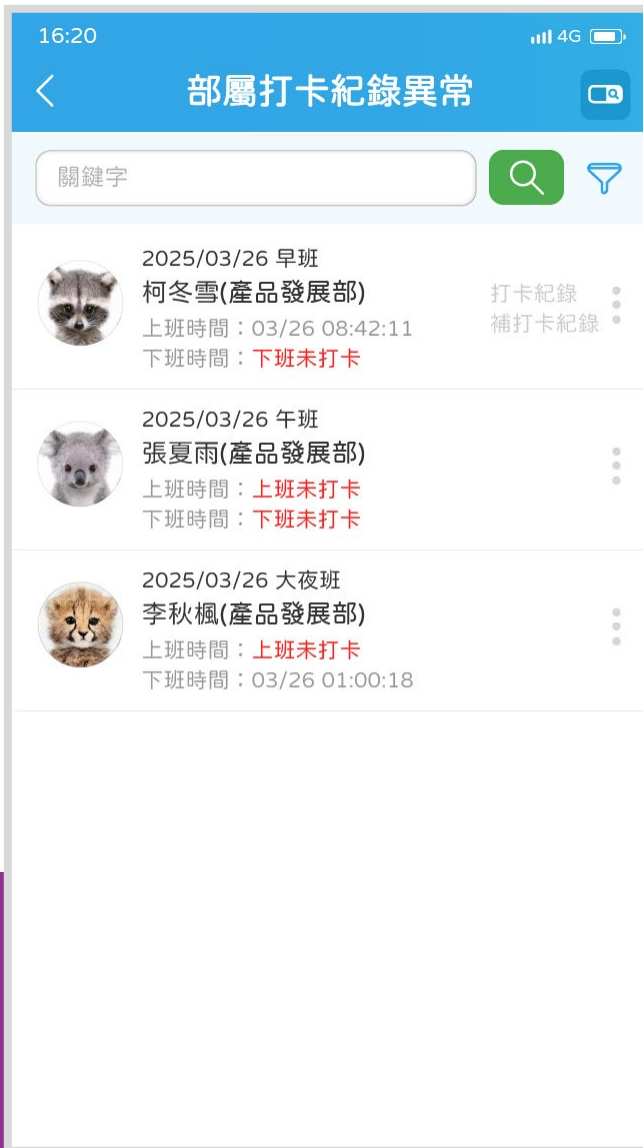 16:20
4G
部屬打卡紀錄異常
關鍵字
2025/03/26 早班
柯冬雪(產品發展部)
上班時間：03/26 08:42:11
下班時間：下班未打卡
打卡紀錄
補打卡紀錄
2025/03/26 午班
張夏雨(產品發展部)
上班時間：上班未打卡
下班時間：下班未打卡
2025/03/26 大夜班
李秋楓(產品發展部)
上班時間：上班未打卡
下班時間：03/26 01:00:18